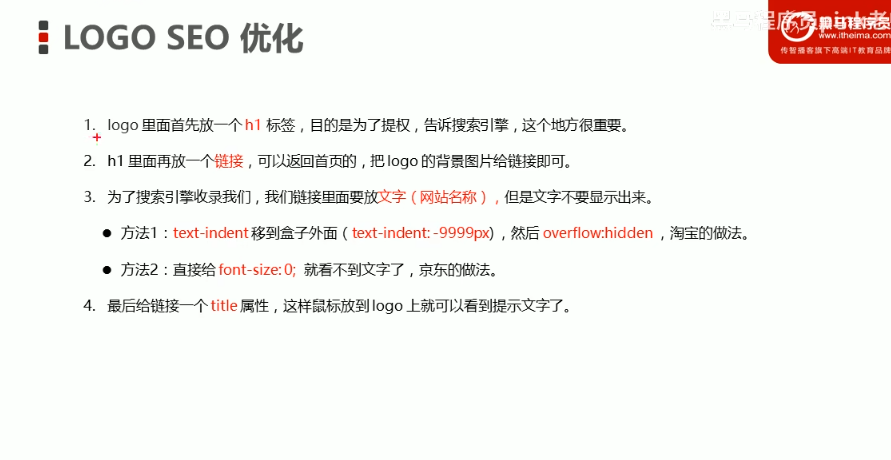 LOGO SEO 优化
黑马程序员
www.itheima.com
传智播客旗下高端IT教育品牌
1. logo 里面首先放一个 h1 标签，目的是为了提权，告诉搜索引擎，这个地方很重要。
2. h1 里面再放一个链接，可以返回首页的，把 logo 的背景图片给链接即可。
3. 为了搜索引擎收录我们，我们链接里面要放文字（网站名称），但是文字不要显示出来。
● 方法1：text-indent 移到盒子外面（text-indent: -9999px)，然后 overflow:hidden ，淘宝的做法。
● 方法2：直接给 font-size: 0; 就看不到文字了，京东的做法。
4. 最后给链接一个 title 属性，这样鼠标放到 logo 上就可以看到提示文字了。